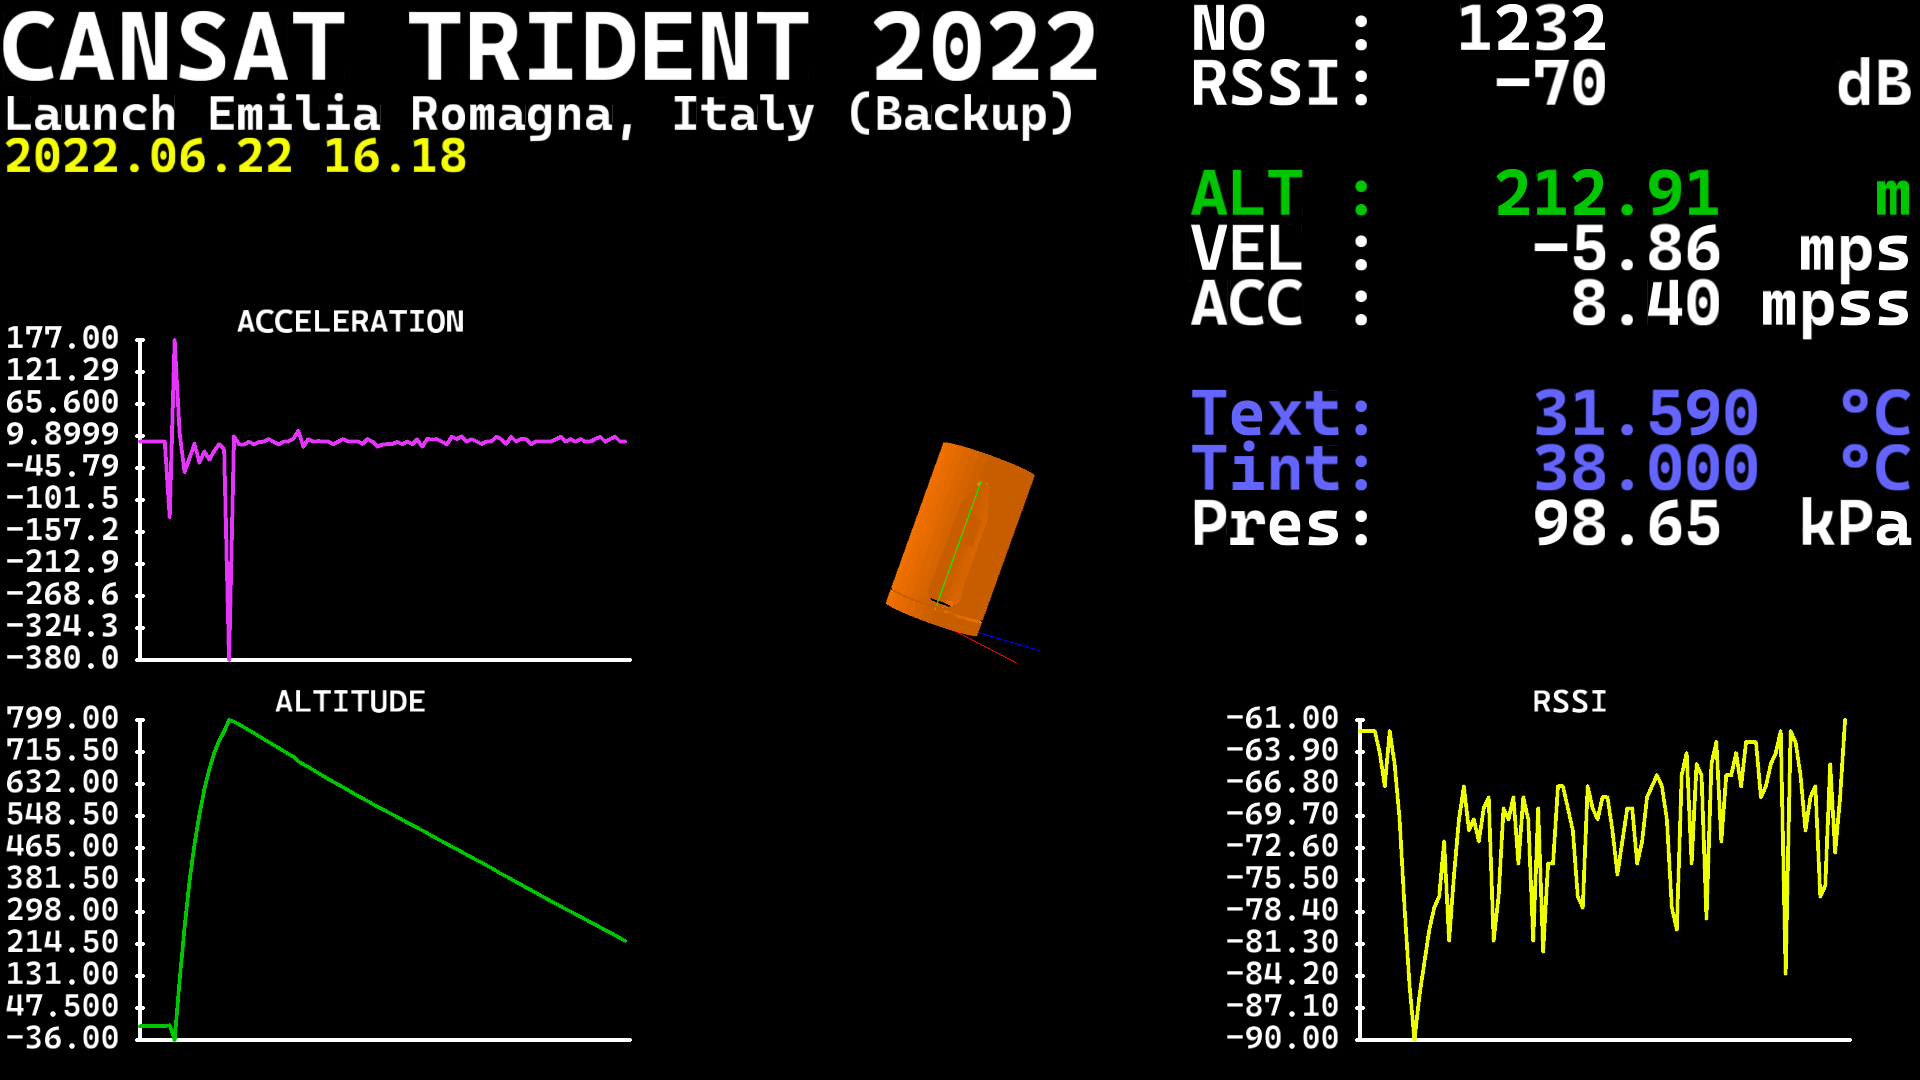 CANSAT TRIDENT 2022
Launch Emilia Romagna, Italy (Backup)
2022.06.22 16.18
NO : 1232
RSSI: -70 dB
ALT : 212.91 m
VEL : -5.86 mps
ACC : 8.40 mpss
Text: 31.590 °C
Tint: 38.000 °C
Pres: 98.65 kPa
ACCELERATION
177.00
121.29
65.600
9.8999
-45.79
-101.5
-157.2
-212.9
-268.6
-324.3
-380.0
ALTITUDE
799.00
715.50
632.00
548.50
465.00
381.50
298.00
214.50
131.00
47.500
-36.00
RSSI
-61.00
-63.90
-66.80
-69.70
-72.60
-75.50
-78.40
-81.30
-84.20
-87.10
-90.00